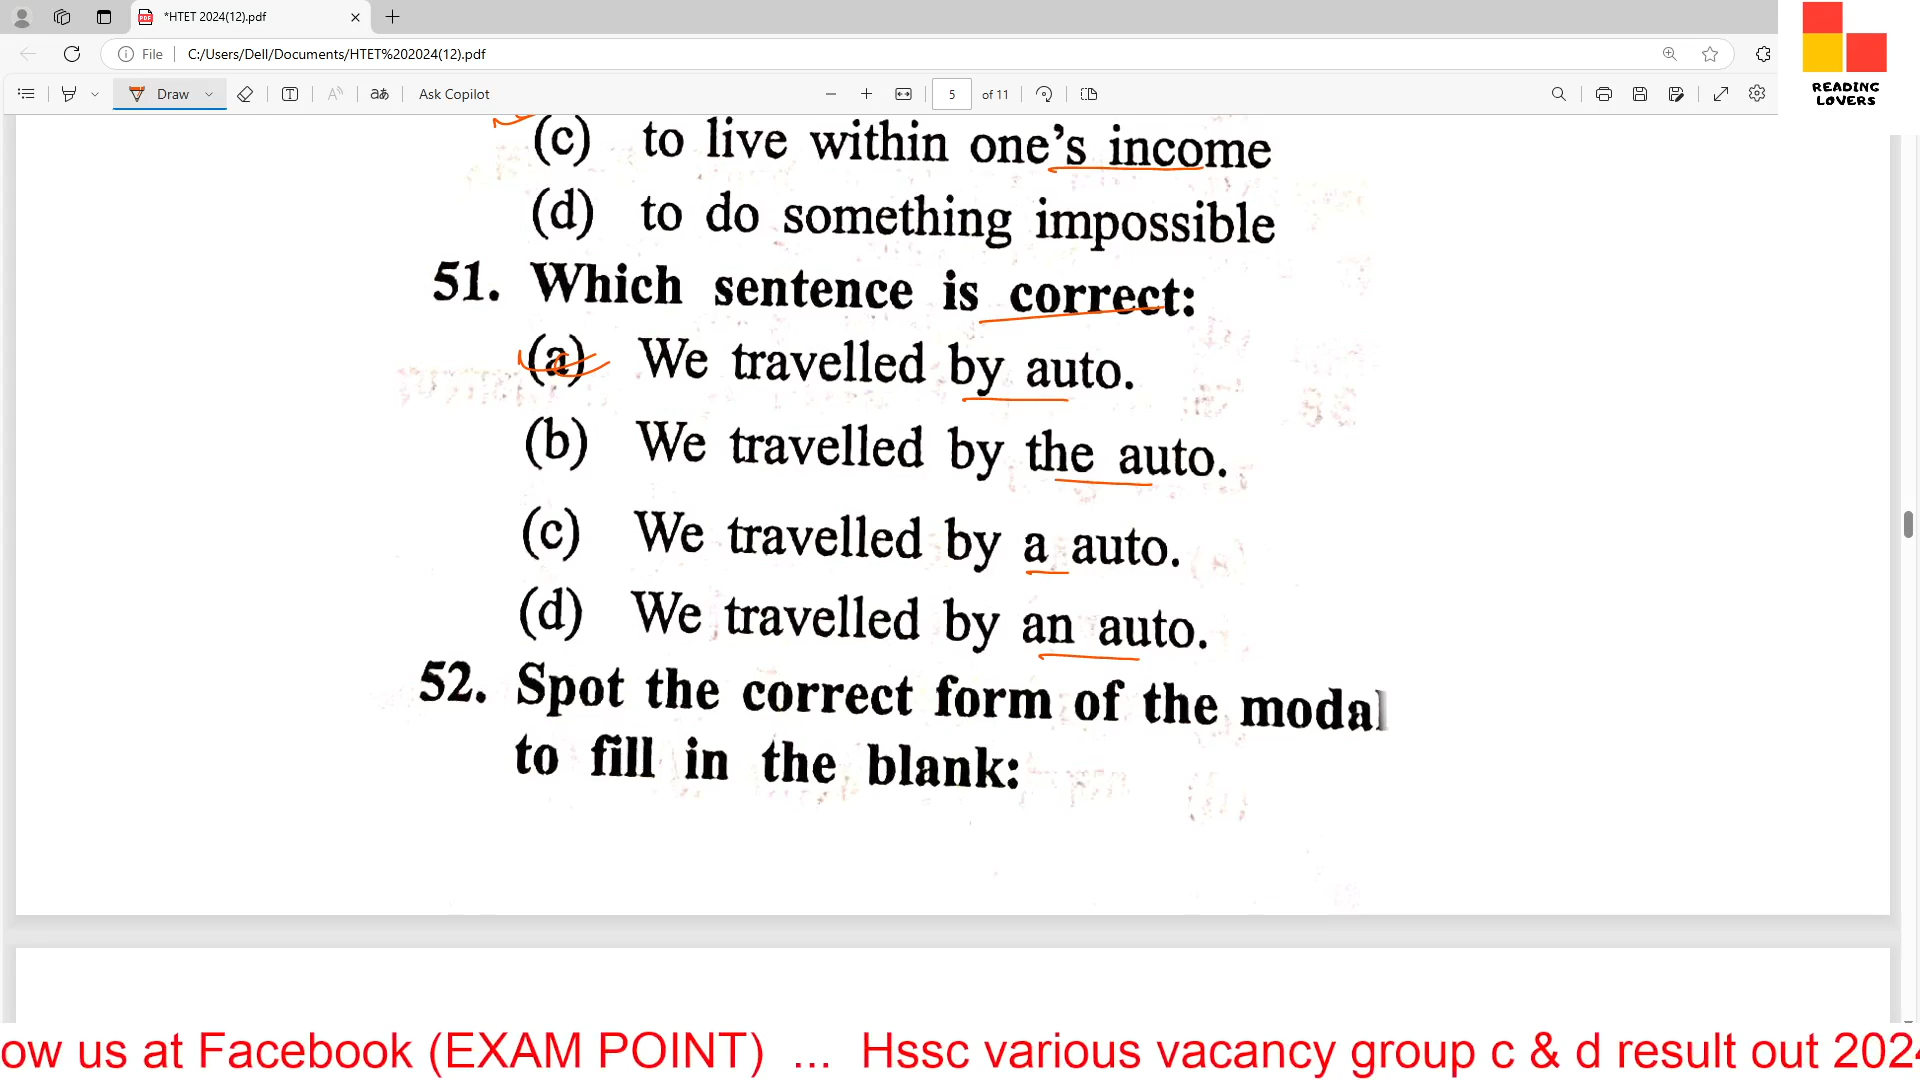 *HTET 2024(12).pdf
File
C:/Users/Dell/Documents/HTET%202024(12).pdf
Draw
Ask Copilot
5 of 11
READING
LOVERS
(c) to live within one's income
(d) to do something impossible
51. Which sentence is correct:
(a) We travelled by auto.
(b) We travelled by the auto.
(c) We travelled by a auto.
(d) We travelled by an auto.
52. Spot the correct form of the modal
to fill in the blank:
ow us at Facebook (EXAM POINT) ... Hssc various vacancy group c & d result out 2024